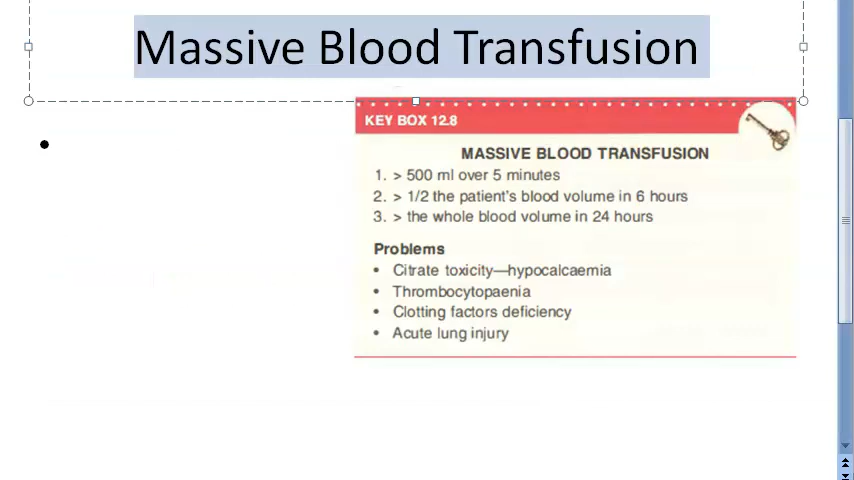 Massive Blood Transfusion
KEY BOX 12.8
MASSIVE BLOOD TRANSFUSION
1. > 500 ml over 5 minutes
2. > 1/2 the patient's blood volume in 6 hours
3. > the whole blood volume in 24 hours
Problems
• Citrate toxicity—hypocalcaemia
• Thrombocytopaenia
• Clotting factors deficiency
• Acute lung injury